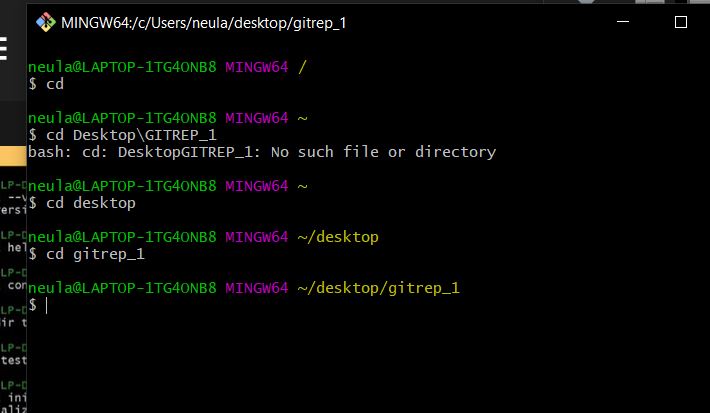 MINGW64:/c/Users/neula/desktop/gitrep_1
neula@LAPTOP-1TG4ONB8 MINGW64 /
$ cd
neula@LAPTOP-1TG4ONB8 MINGW64 ~
$ cd Desktop\GITREP_1
bash: cd: DesktopGITREP_1: No such file or directory
neula@LAPTOP-1TG4ONB8 MINGW64 ~
$ cd desktop
neula@LAPTOP-1TG4ONB8 MINGW64 ~/desktop
$ cd gitrep_1
neula@LAPTOP-1TG4ONB8 MINGW64 ~/desktop/gitrep_1
$